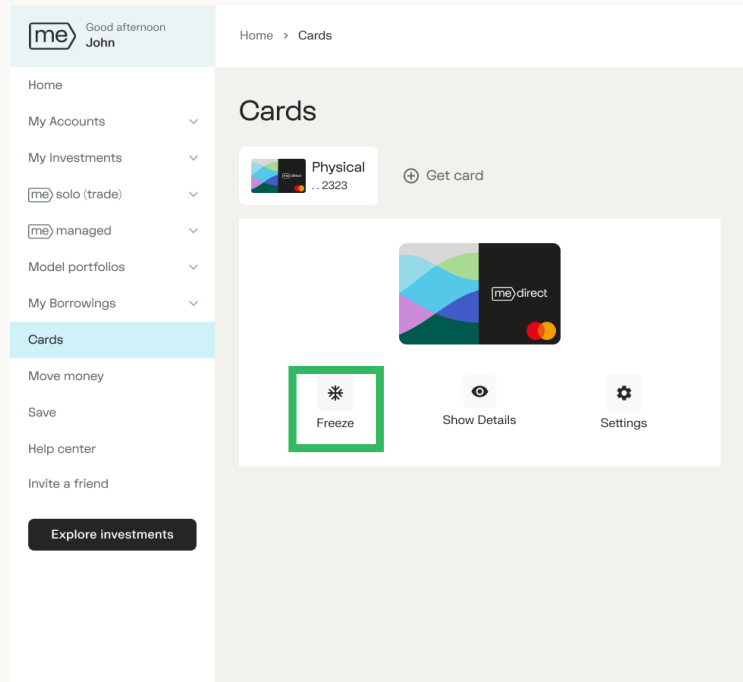 me
Good afternoon
John
Home > Cards
Home
My Accounts
My Investments
me solo (trade)
me managed
Model portfolios
My Borrowings
Cards
Move money
Save
Help center
Invite a friend
Explore investments
Cards
Physical
. . 2323
Get card
me direct
Freeze
Show Details
Settings